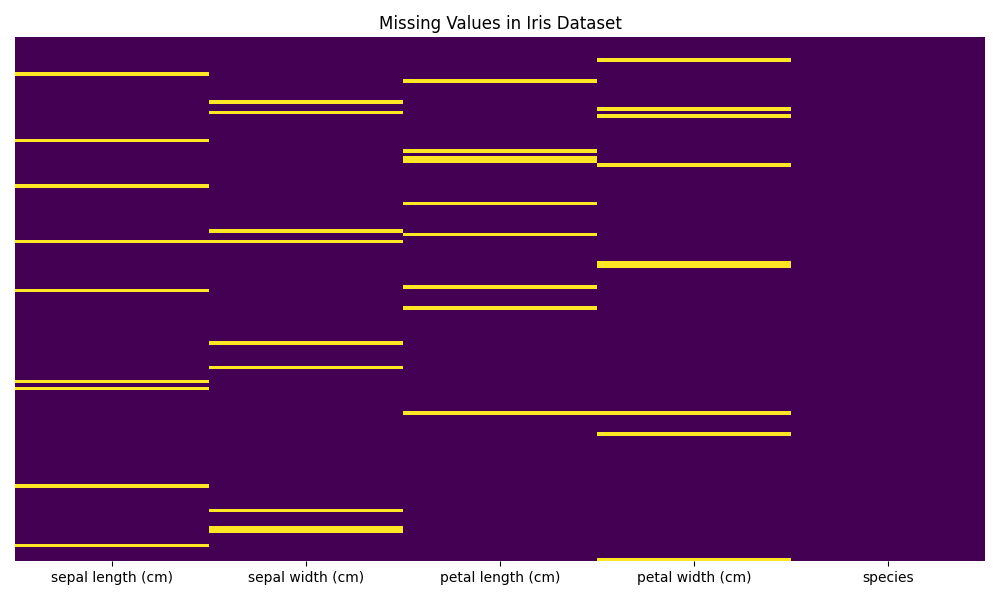 Missing Values in Iris Dataset
sepal length (cm)
sepal width (cm)
petal length (cm)
petal width (cm)
species